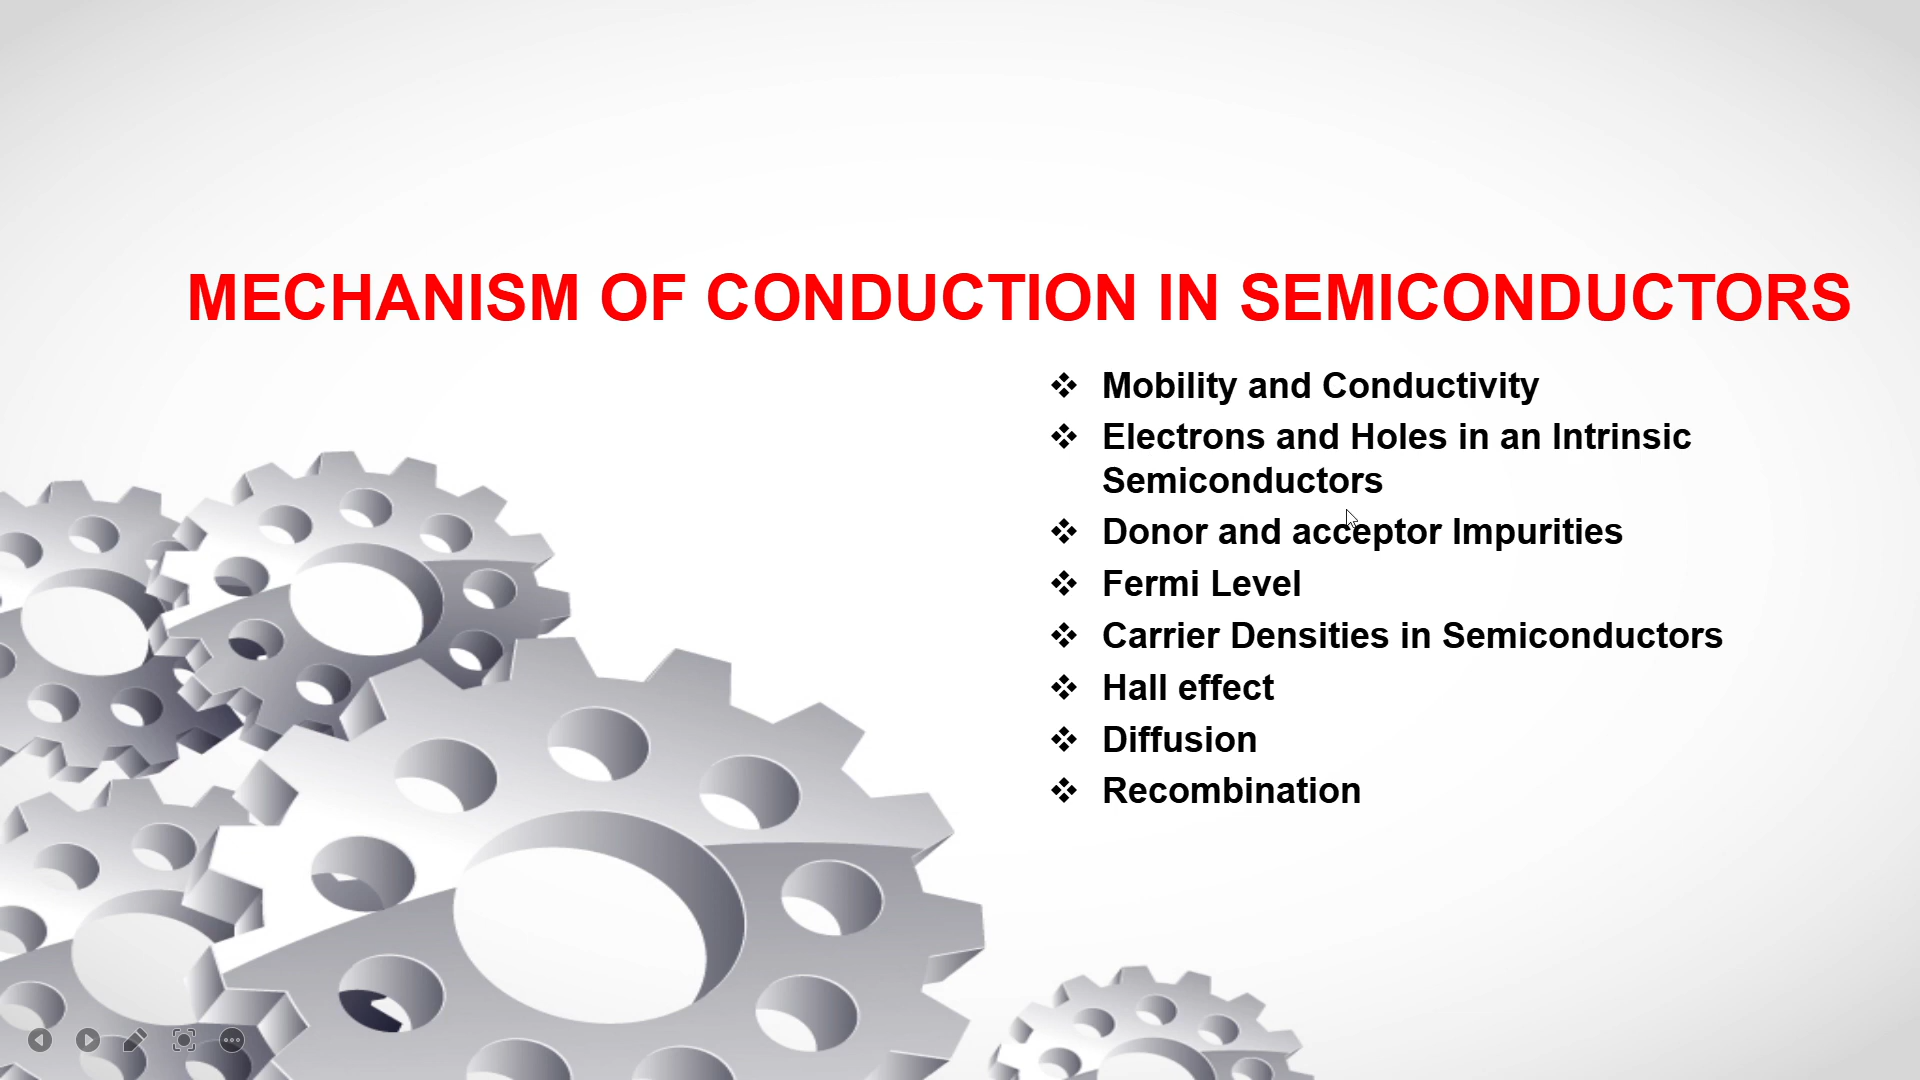 MECHANISM OF CONDUCTION IN SEMICONDUCTORS
❖ Mobility and Conductivity
❖ Electrons and Holes in an Intrinsic
Semiconductors
❖ Donor and acceptor Impurities
❖ Fermi Level
❖ Carrier Densities in Semiconductors
❖ Hall effect
❖ Diffusion
❖ Recombination